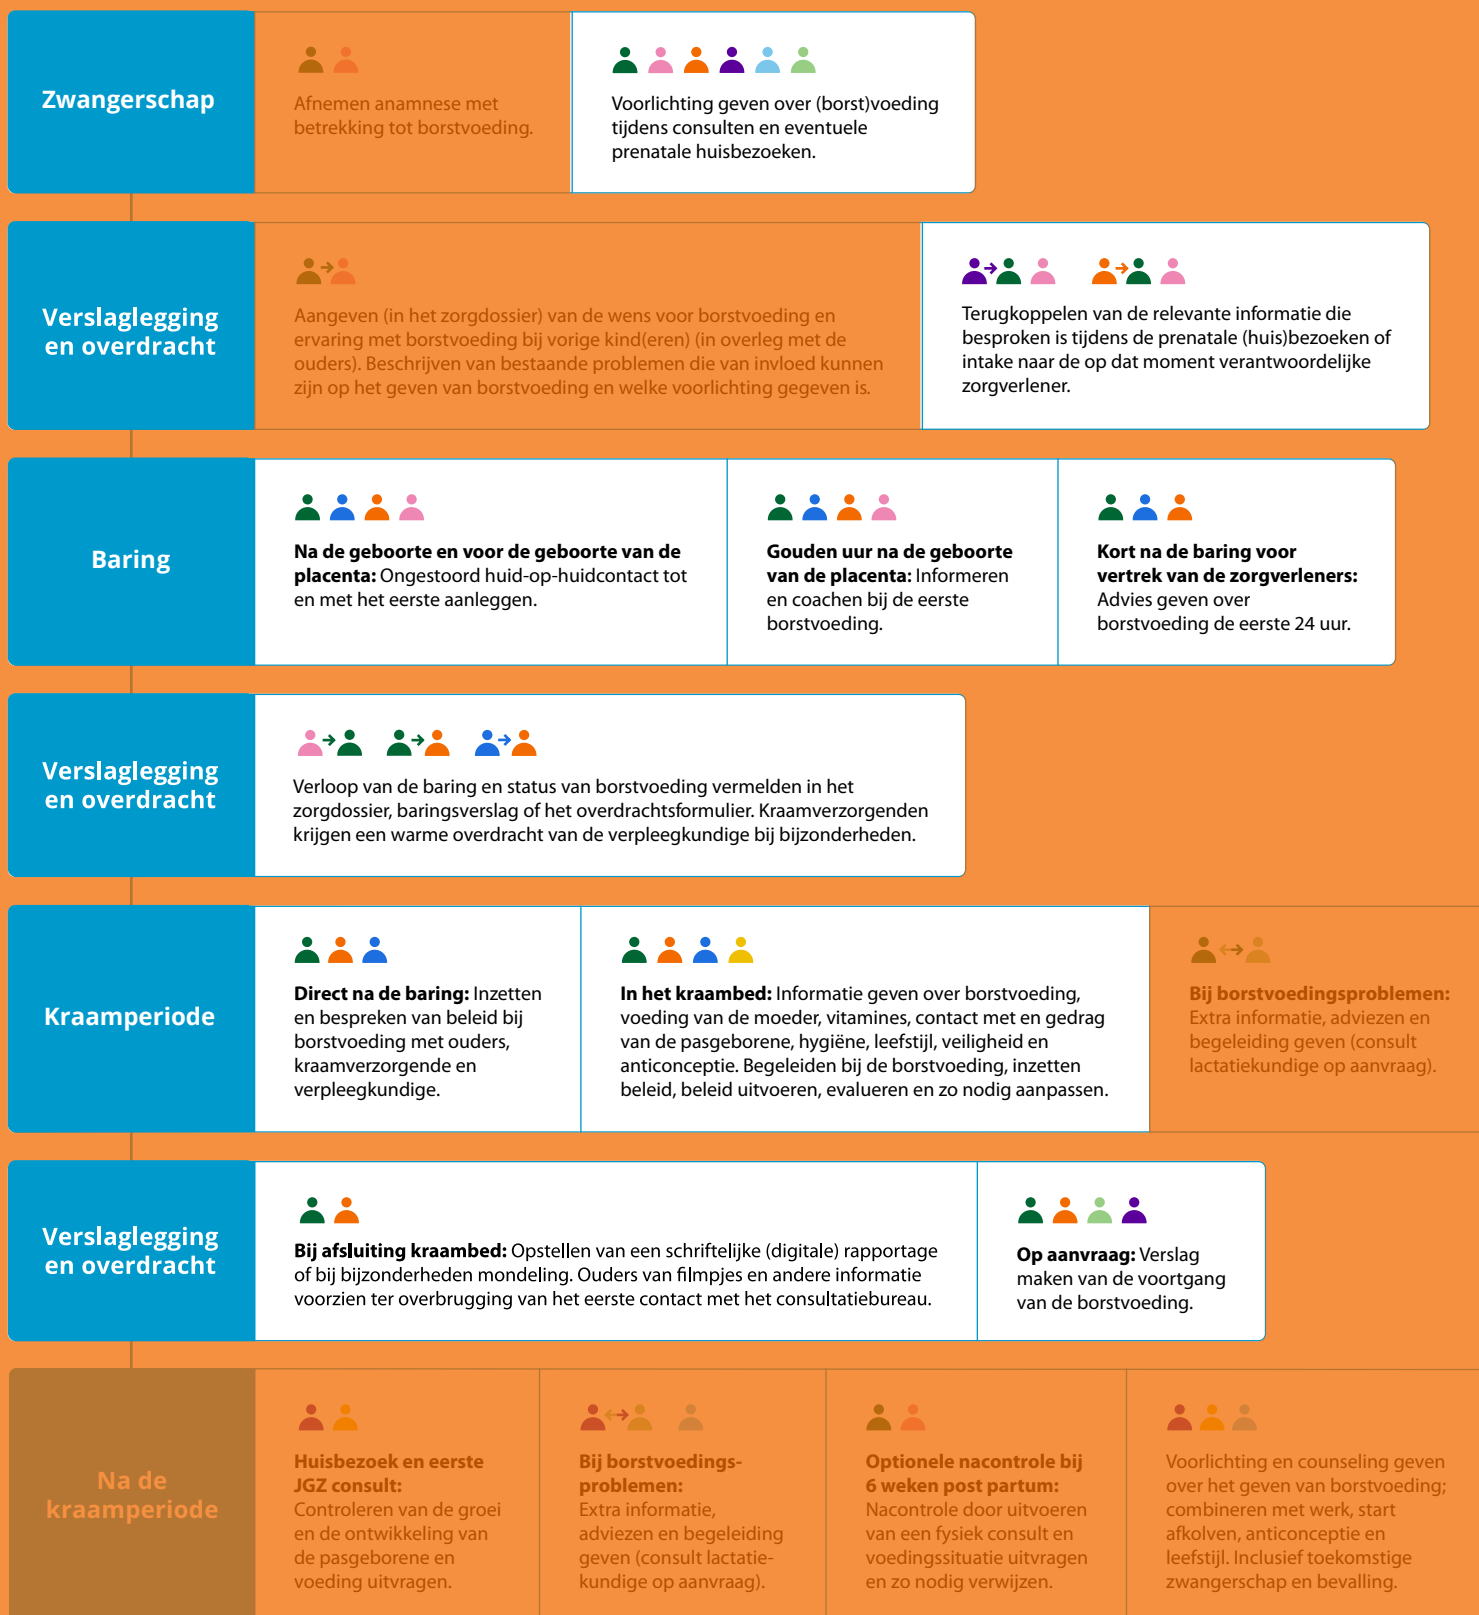 Zwangerschap
Afnemen anamnese met
betrekking tot borstvoeding.
Voorlichting geven over (borst)voeding
tijdens consulten en eventuele
prenatale huisbezoeken.
Verslaglegging
en overdracht
Aangeven (in het zorgdossier) van de wens voor borstvoeding en
ervaring met borstvoeding bij vorige kind(eren) (in overleg met de
ouders). Beschrijven van bestaande problemen die van invloed kunnen
zijn op het geven van borstvoeding en welke voorlichting gegeven is.
Terugkoppelen van de relevante informatie die
besproken is tijdens de prenatale (huis)bezoeken of
intake naar de op dat moment verantwoordelijke
zorgverlener.
Baring
Na de geboorte en voor de geboorte van de
placenta: Ongestoord huid-op-huidcontact tot
en met het eerste aanleggen.
Gouden uur na de geboorte
van de placenta: Informeren
en coachen bij de eerste
borstvoeding.
Kort na de baring voor
vertrek van de zorgverleners:
Advies geven over
borstvoeding de eerste 24 uur.
Verslaglegging
en overdracht
Verloop van de baring en status van borstvoeding vermelden in het
zorgdossier, baringsverslag of het overdrachtsformulier. Kraamverzorgenden
krijgen een warme overdracht van de verpleegkundige bij bijzonderheden.
Kraamperiode
Direct na de baring: Inzetten
en bespreken van beleid bij
borstvoeding met ouders,
kraamverzorgende en
verpleegkundige.
In het kraambed: Informatie geven over borstvoeding,
voeding van de moeder, vitamines, contact met en gedrag
van de pasgeborene, hygiëne, leefstijl, veiligheid en
anticonceptie. Begeleiden bij de borstvoeding, inzetten
beleid, beleid uitvoeren, evalueren en zo nodig aanpassen.
Bij borstvoedingsproblemen:
Extra informatie, adviezen en
begeleiding geven (consult
lactatiekundige op aanvraag).
Verslaglegging
en overdracht
Bij afsluiting kraambed: Opstellen van een schriftelijke (digitale) rapportage
of bij bijzonderheden mondeling. Ouders van filmpjes en andere informatie
voorzien ter overbrugging van het eerste contact met het consultatiebureau.
Op aanvraag: Verslag
maken van de voortgang
van de borstvoeding.
Na de
kraamperiode
Huisbezoek en eerste
JGZ consult:
Controleren van de groei
en de ontwikkeling van
de pasgeborene en
voeding uitvragen.
Bij borstvoedings-
problemen:
Extra informatie,
adviezen en begeleiding
geven (consult lactatie-
kundige op aanvraag).
Optionele nacontrole bij
6 weken post partum:
Nacontrole door uitvoeren
van een fysiek consult en
voedingssituatie uitvragen
en zo nodig verwijzen.
Voorlichting en counseling geven
over het geven van borstvoeding;
combineren met werk, start
afkolven, anticonceptie en
leefstijl. Inclusief toekomstige
zwangerschap en bevalling.